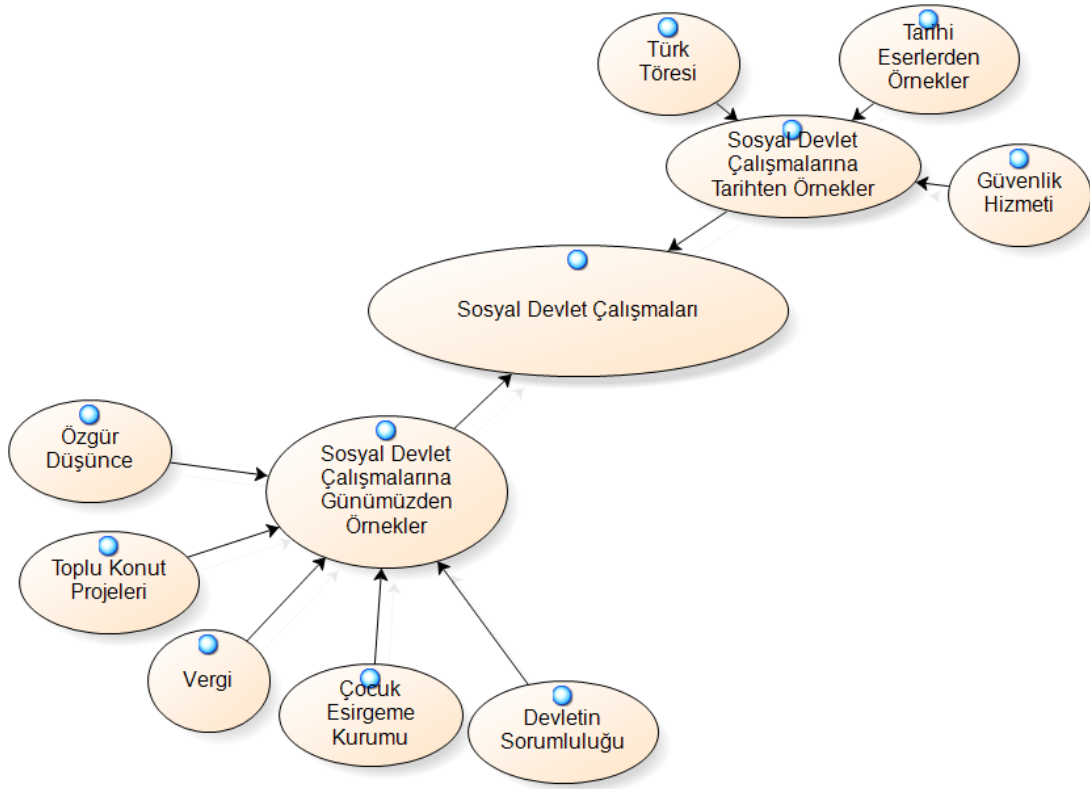 Türk
Töresi
Tarihi
Eserlerden
Örnekler
Sosyal Devlet
Çalışmalarına
Tarihten Örnekler
Güvenlik
Hizmeti
Sosyal Devlet Çalışmaları
Özgür
Düşünce
Sosyal Devlet
Çalışmalarına
Günümüzden
Örnekler
Toplu Konut
Projeleri
Vergi
Çocuk
Esirgeme
Kurumu
Devletin
Sorumluluğu